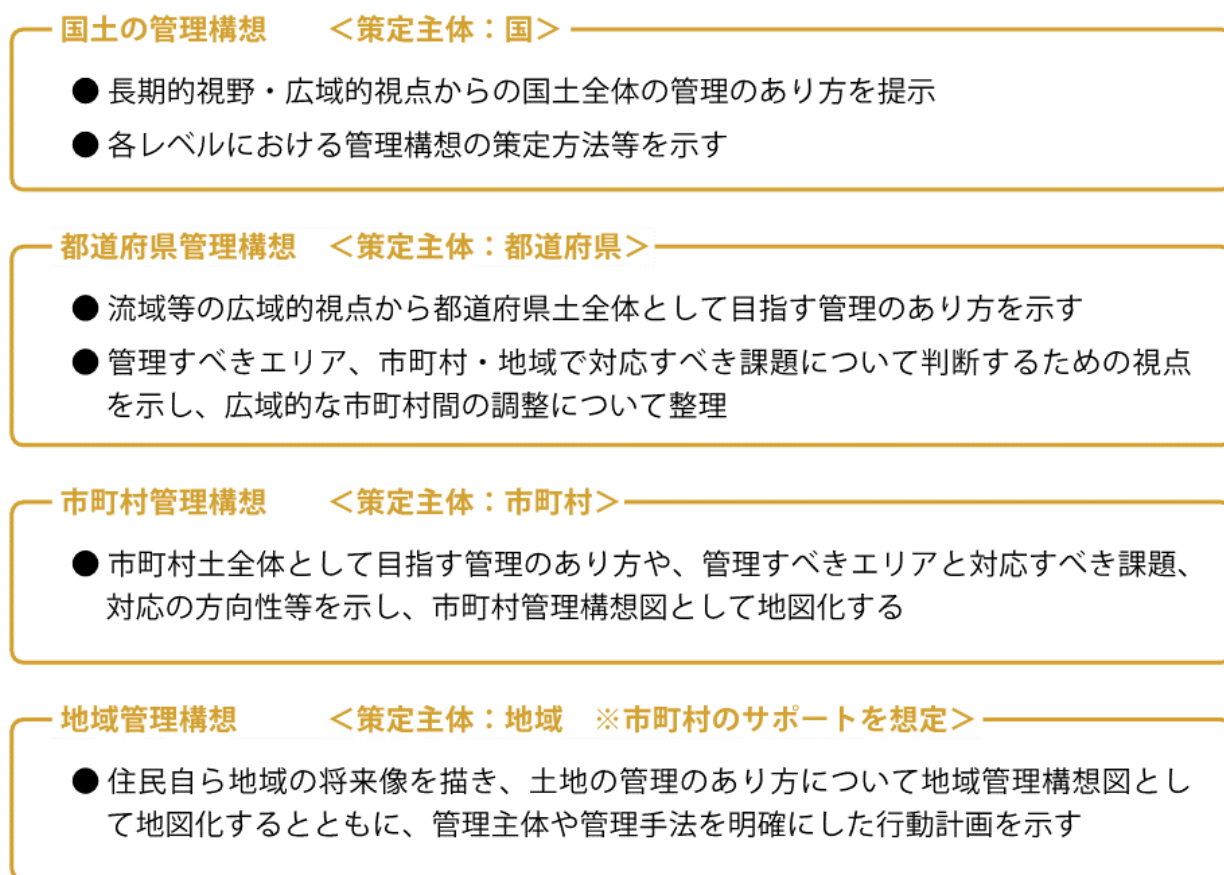 国土の管理構想　　＜策定主体：国＞
● 長期的視野・広域的視点からの国土全体の管理のあり方を提示
● 各レベルにおける管理構想の策定方法等を示す
都道府県管理構想　＜策定主体：都道府県＞
● 流域等の広域的視点から都道府県土全体として目指す管理のあり方を示す
● 管理すべきエリア、市町村・地域で対応すべき課題について判断するための視点
を示し、広域的な市町村間の調整について整理
市町村管理構想　　＜策定主体：市町村＞
● 市町村土全体として目指す管理のあり方や、管理すべきエリアと対応すべき課題、
対応の方向性等を示し、市町村管理構想図として地図化する
地域管理構想　　　＜策定主体：地域　※市町村のサポートを想定＞
● 住民自ら地域の将来像を描き、土地の管理のあり方について地域管理構想図とし
て地図化するとともに、管理主体や管理手法を明確にした行動計画を示す